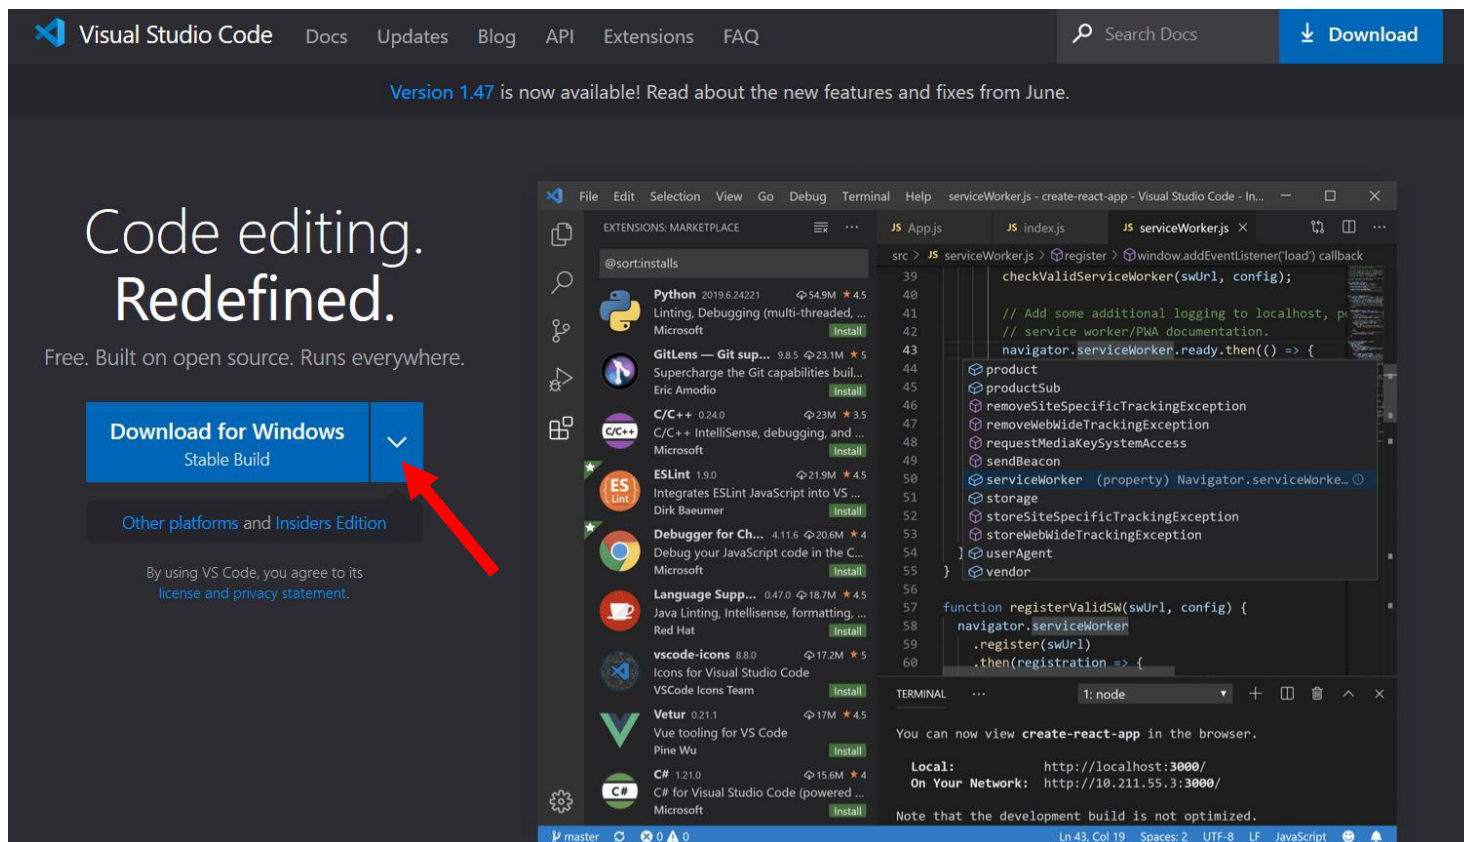 Visual Studio Code Docs Updates Blog API Extensions FAQ Search Docs Download
Version 1.47 is now available! Read about the new features and fixes from June.
Code editing.
Redefined.
Free. Built on open source. Runs everywhere.
Download for Windows
Stable Build
Other platforms and Insiders Edition
By using VS Code, you agree to its
license and privacy statement.
File Edit Selection View Go Debug Terminal Help serviceWorker.js - create-react-app - Visual Studio Code - In...
EXTENSIONS: MARKETPLACE
@sort:installs
Python 2019.6.24221 54.9M ★ 4.5
Linting, Debugging (multi-threaded, ...
Microsoft Install
GitLens — Git sup... 9.8.5 23.1M ★ 5
Supercharge the Git capabilities buil...
Eric Amodio Install
C/C++
C/C++ 0.24.0 23M ★ 3.5
C/C++ IntelliSense, debugging, and ...
Microsoft Install
ES
Lint
ESLint 1.9.0 21.9M ★ 4.5
Integrates ESLint JavaScript into VS ...
Dirk Baeumer Install
Debugger for Ch... 4.11.6 20.6M ★ 4
Debug your JavaScript code in the C...
Microsoft Install
Language Supp... 0.47.0 18.7M ★ 4.5
Java Linting, Intellisense, formatting, ...
Red Hat Install
vscode-icons 8.8.0 17.2M ★ 5
Icons for Visual Studio Code
VSCode Icons Team Install
Vetur 0.21.1 17M ★ 4.5
Vue tooling for VS Code
Pine Wu Install
C#
C# 1.21.0 15.6M ★ 4
C# for Visual Studio Code (powered ...
Microsoft Install
JS App.js JS index.js JS serviceWorker.js
src > JS serviceWorker.js > register > window.addEventListener('load') callback
39 checkValidServiceWorker(swUrl, config);
40
41 // Add some additional logging to localhost, p
42 // service worker/PWA documentation.
43 navigator.serviceWorker.ready.then(() => {
44 product
45 productSub
46 removeSiteSpecificTrackingException
47 removeWebWideTrackingException
48 requestMediaKeySystemAccess
49 sendBeacon
50 serviceWorker (property) Navigator.serviceWorke...
51 storage
52 storeSiteSpecificTrackingException
53 storeWebWideTrackingException
54 } userAgent
55 } vendor
56
57 function registerValidSW(swUrl, config) {
58 navigator.serviceWorker
59 .register(swUrl)
60 .then(registration => {
TERMINAL ... 1: node
You can now view create-react-app in the browser.
Local: http://localhost:3000/
On Your Network: http://10.211.55.3:3000/
Note that the development build is not optimized.
master 0 0 Ln 43, Col 19 Spaces: 2 UTF-8 LF JavaScript